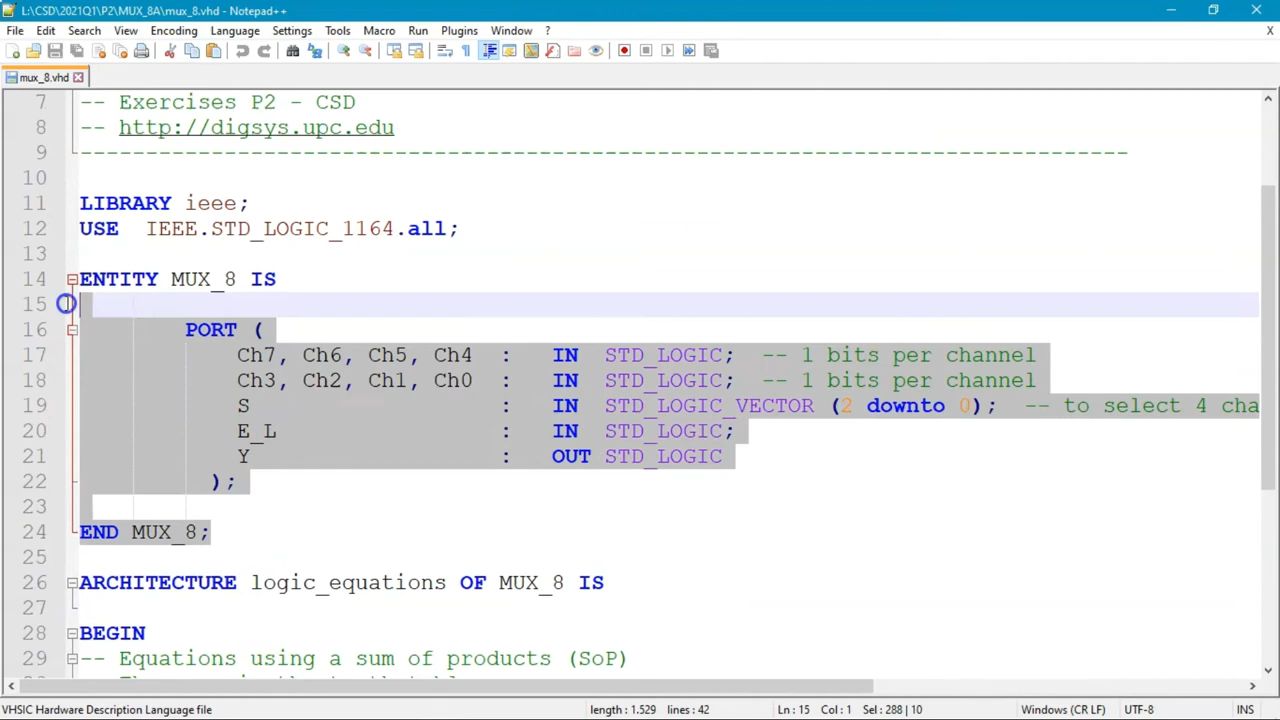 L:\CSD\2021Q1\P2\MUX_8A\mux_8.vhd - Notepad++
File Edit Search View Encoding Language Settings Tools Macro Run Plugins Window ? X
mux_8.vhd
7 -- Exercises P2 - CSD
8 -- http://digsys.upc.edu
9 --------------------------------------------------------------------------------
10
11 LIBRARY ieee;
12 USE  IEEE.STD_LOGIC_1164.all;
13
14 ENTITY MUX_8 IS
15
16 PORT (
17 Ch7, Ch6, Ch5, Ch4 : IN STD_LOGIC; -- 1 bits per channel
18 Ch3, Ch2, Ch1, Ch0 : IN STD_LOGIC; -- 1 bits per channel
19 S : IN STD_LOGIC_VECTOR (2 downto 0); -- to select 4 cha
20 E_L : IN STD_LOGIC;
21 Y : OUT STD_LOGIC
22 );
23
24 END MUX_8;
25
26 ARCHITECTURE logic_equations OF MUX_8 IS
27
28 BEGIN
29 -- Equations using a sum of products (SoP)
VHSIC Hardware Description Language file length : 1.529 lines : 42 Ln : 15 Col : 1 Sel : 288 | 10 Windows (CR LF) UTF-8 INS